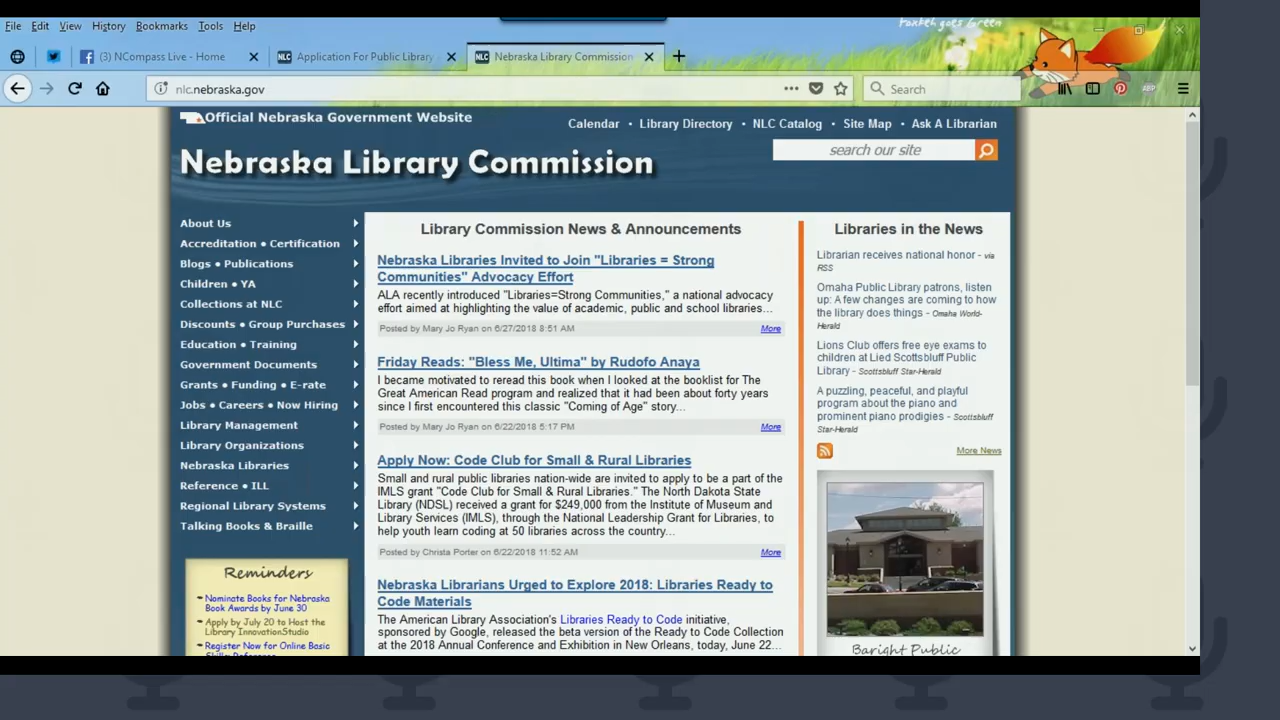 foxkeh goes Green
File Edit View History Bookmarks Tools Help
(3) NCompass Live - Home
Application For Public Library
Nebraska Library Commission
nlc.nebraska.gov
Search
ABP
Official Nebraska Government Website
Calendar • Library Directory • NLC Catalog • Site Map • Ask A Librarian
Nebraska Library Commission
search our site
About Us
Accreditation • Certification
Blogs • Publications
Children • YA
Collections at NLC
Discounts • Group Purchases
Education • Training
Government Documents
Grants • Funding • E-rate
Jobs • Careers • Now Hiring
Library Management
Library Organizations
Nebraska Libraries
Reference • ILL
Regional Library Systems
Talking Books & Braille
Reminders
Nominate Books for Nebraska
Book Awards by June 30
Apply by July 20 to Host the
Library InnovationStudio
Register Now for Online Basic
Library Commission News & Announcements
Nebraska Libraries Invited to Join "Libraries = Strong
Communities" Advocacy Effort
ALA recently introduced "Libraries=Strong Communities," a national advocacy
effort aimed at highlighting the value of academic, public and school libraries...
Posted by Mary Jo Ryan on 6/27/2018 8:51 AM More
Friday Reads: "Bless Me, Ultima" by Rudofo Anaya
I became motivated to reread this book when I looked at the booklist for The
Great American Read program and realized that it had been about forty years
since I first encountered this classic "Coming of Age" story...
Posted by Mary Jo Ryan on 6/22/2018 5:17 PM More
Apply Now: Code Club for Small & Rural Libraries
Small and rural public libraries nation-wide are invited to apply to be a part of the
IMLS grant "Code Club for Small & Rural Libraries." The North Dakota State
Library (NDSL) received a grant for $249,000 from the Institute of Museum and
Library Services (IMLS), through the National Leadership Grant for Libraries, to
help youth learn coding at 50 libraries across the country...
Posted by Christa Porter on 6/22/2018 11:52 AM More
Nebraska Librarians Urged to Explore 2018: Libraries Ready to
Code Materials
The American Library Association's Libraries Ready to Code initiative,
sponsored by Google, released the beta version of the Ready to Code Collection
at the 2018 Annual Conference and Exhibition in New Orleans, today, June 22...
Libraries in the News
Librarian receives national honor - via
RSS
Omaha Public Library patrons, listen
up: A few changes are coming to how
the library does things - Omaha World-
Herald
Lions Club offers free eye exams to
children at Lied Scottsbluff Public
Library - Scottsbluff Star-Herald
A puzzling, peaceful, and playful
program about the piano and
prominent piano prodigies - Scottsbluff
Star-Herald
More News
Baright Public